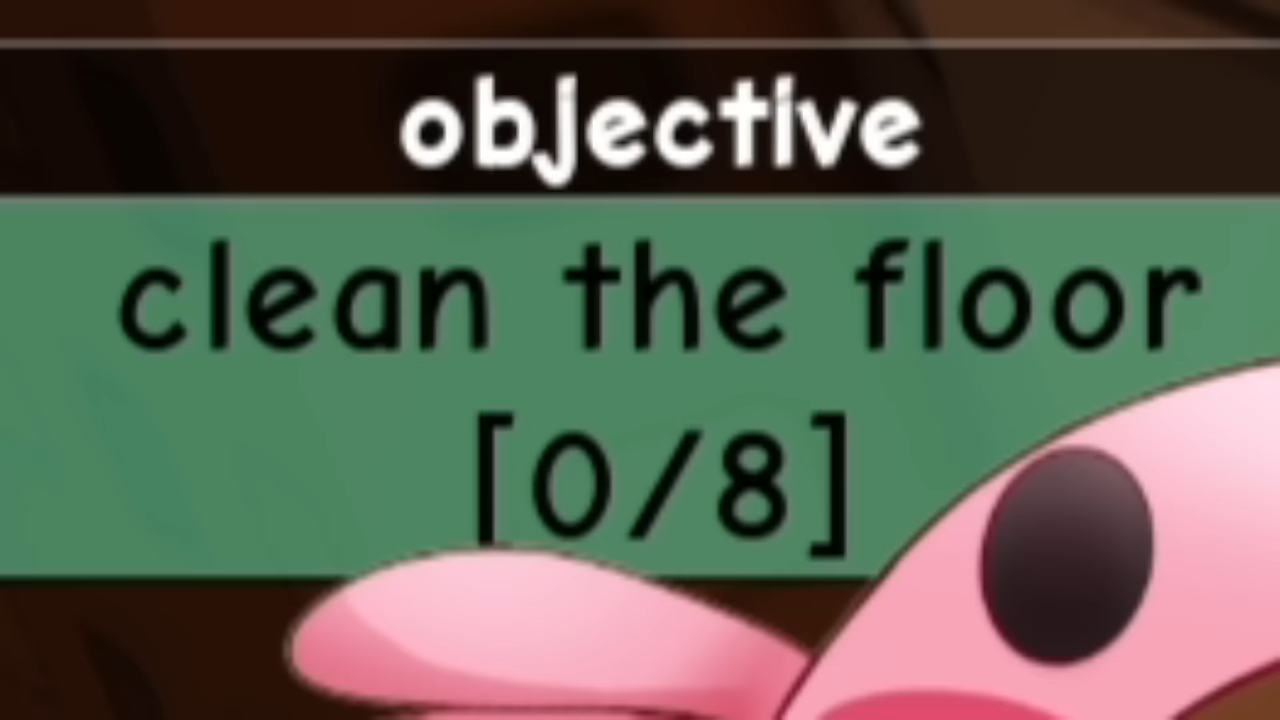 objective
clean the floor
[0/8]